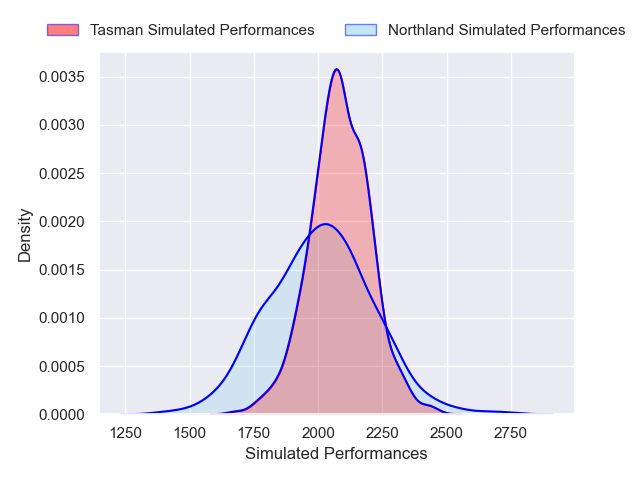 Tasman Simulated Performances Northland Simulated Performances
0.0035
0.0030
0.0025
0.0020
0.0015
0.0010
0.0005
0.0000
Density
1250 1500 1750 2000 2250 2500 2750
Simulated Performances